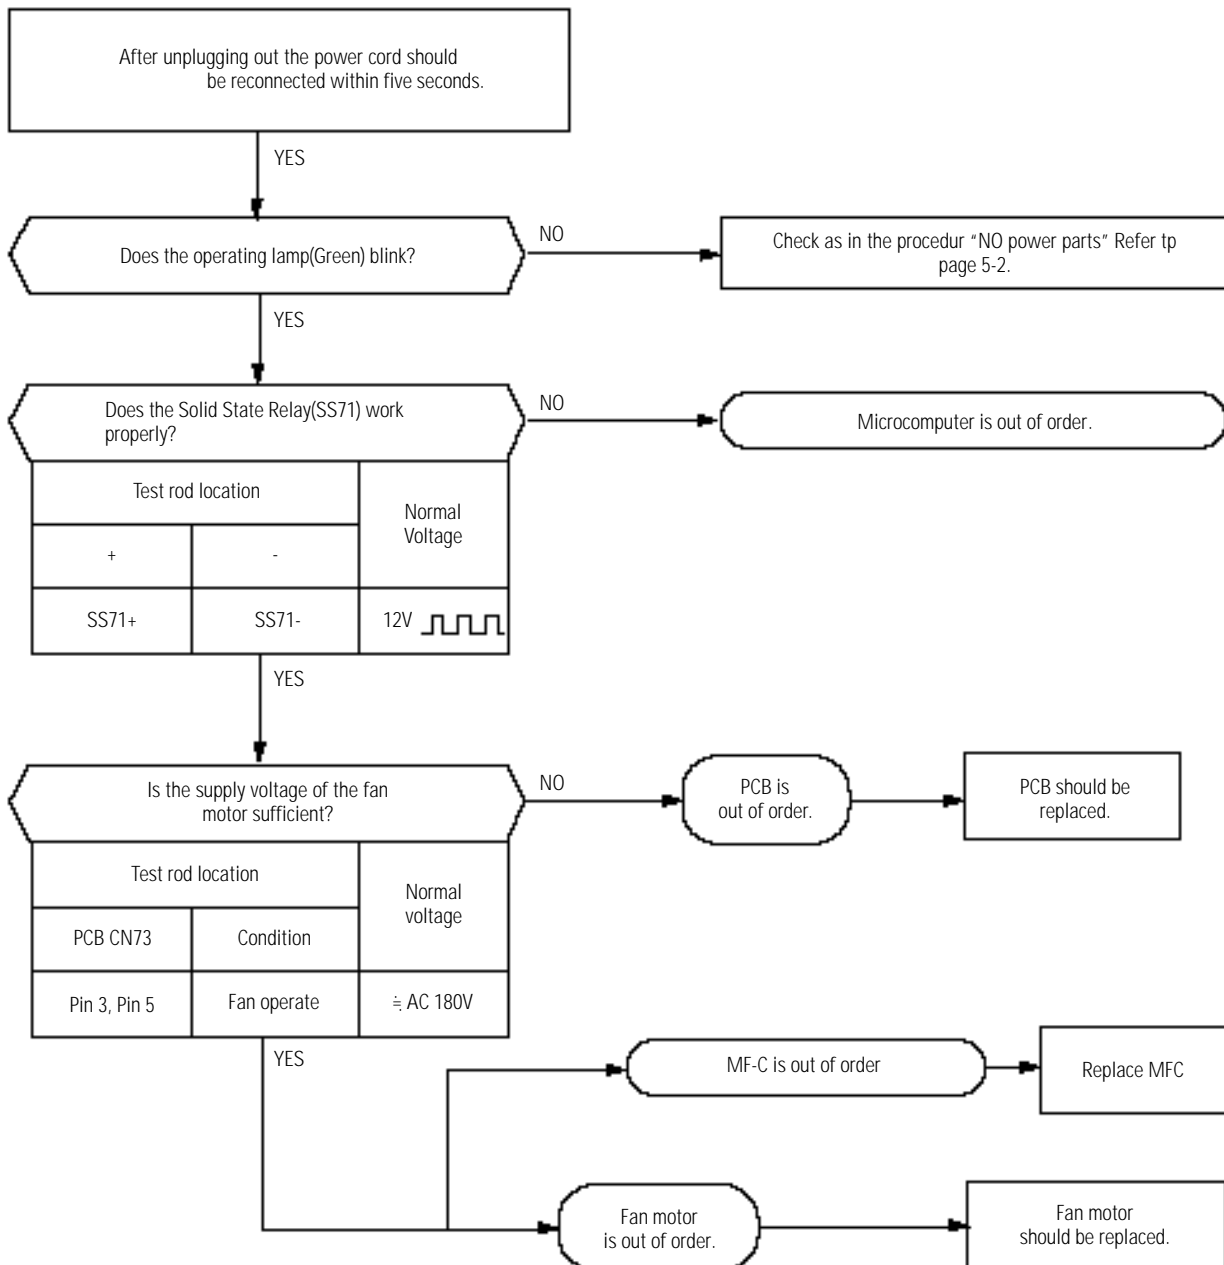 After unplugging out the power cord should
be reconnected within five seconds.
YES
Does the operating lamp(Green) blink?
NO
Check as in the procedur “NO power parts” Refer tp
page 5-2.
YES
Does the Solid State Relay(SS71) work
properly?
NO
Microcomputer is out of order.
Test rod location
Normal
Voltage
+
-
SS71+
SS71-
12V
YES
Is the supply voltage of the fan
motor sufficient?
NO
PCB is
out of order.
PCB should be
replaced.
Test rod location
Normal
voltage
PCB CN73
Condition
Pin 3, Pin 5
Fan operate
≒ AC 180V
YES
MF-C is out of order
Replace MFC
Fan motor
is out of order.
Fan motor
should be replaced.